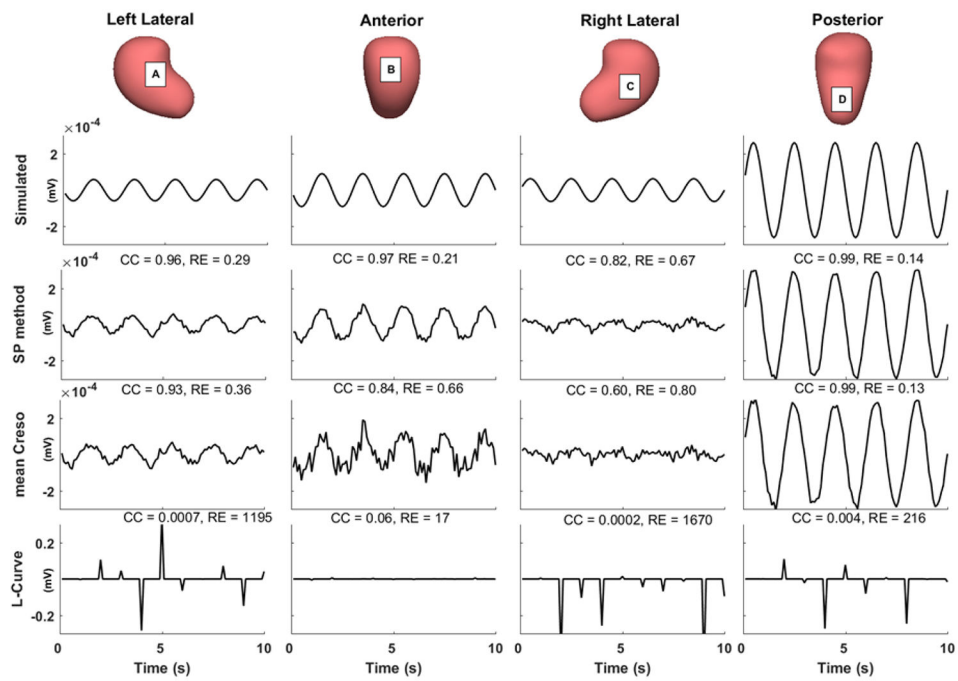 Left Lateral Anterior Right Lateral Posterior
A B C D
×10⁻⁴
Simulated
(mV)
2
-2
CC = 0.96, RE = 0.29 CC = 0.97 RE = 0.21 CC = 0.82, RE = 0.67 CC = 0.99, RE = 0.14
×10⁻⁴
SP method
(mV)
2
-2
CC = 0.93, RE = 0.36 CC = 0.84, RE = 0.66 CC = 0.60, RE = 0.80 CC = 0.99, RE = 0.13
×10⁻⁴
mean Creso
(mV)
2
-2
CC = 0.0007, RE = 1195 CC = 0.06, RE = 17 CC = 0.0002, RE = 1670 CC = 0.004, RE = 216
L-Curve
(mV)
0.2
-0.2
0 5 10 0 5 10 0 5 10 0 5 10
Time (s) Time (s) Time (s) Time (s)